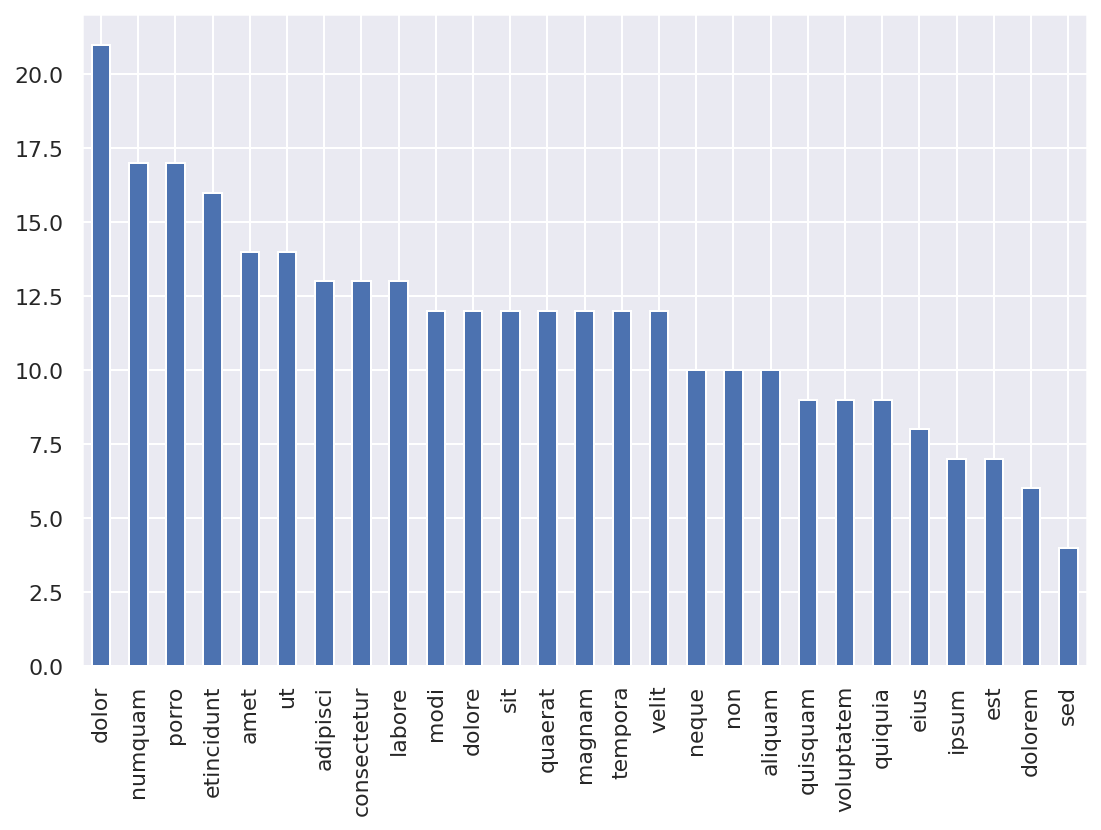 20.0
17.5
15.0
12.5
10.0
7.5
5.0
2.5
0.0
dolor
numquam
porro
etincidunt
amet
ut
adipisci
consectetur
labore
modi
dolore
sit
quaerat
magnam
tempora
velit
neque
non
aliquam
quisquam
voluptatem
quiquia
eius
ipsum
est
dolorem
sed